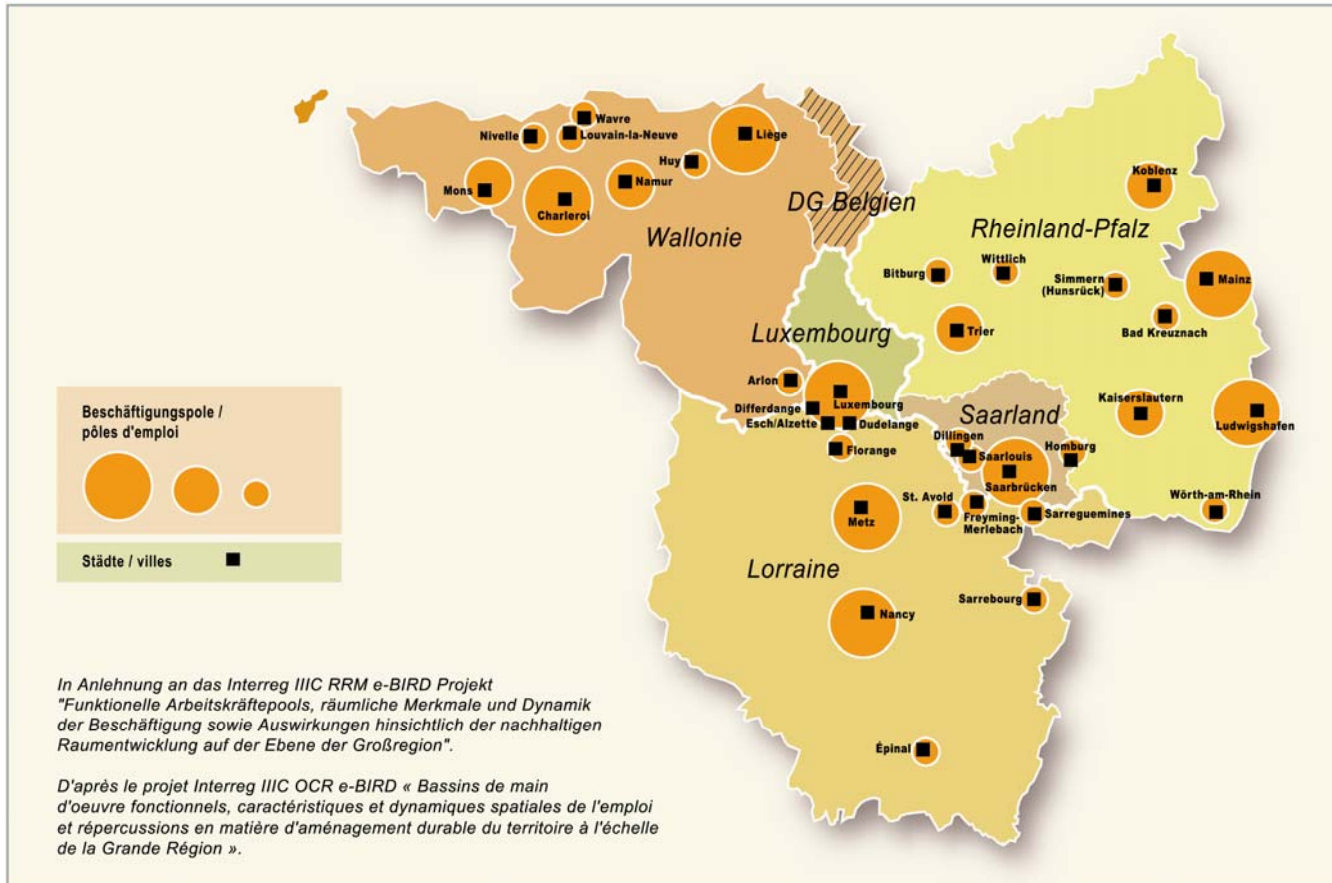 Wavre
Nivelle
Louvain-la-Neuve
Liège
Huy
Mons
Namur
Charleroi
DG Belgien
Wallonie
Koblenz
Rheinland-Pfalz
Bitburg
Wittlich
Simmern
(Hunsrück)
Mainz
Trier
Bad Kreuznach
Luxembourg
Arlon
Differdange
Luxembourg
Esch/Alzette
Dudelange
Florange
Saarland
Dillingen
Saarlouis
Saarbrücken
Homburg
Kaiserslautern
Ludwigshafen
Wörth-am-Rhein
St. Avold
Freyming-
Merlebach
Sarreguemines
Metz
Lorraine
Nancy
Sarrebourg
Épinal
Beschäftigungspole /
pôles d'emploi
Städte / villes
In Anlehnung an das Interreg IIIC RRM e-BIRD Projekt
"Funktionelle Arbeitskräftepools, räumliche Merkmale und Dynamik
der Beschäftigung sowie Auswirkungen hinsichtlich der nachhaltigen
Raumentwicklung auf der Ebene der Großregion".
D'après le projet Interreg IIIC OCR e-BIRD « Bassins de main
d'oeuvre fonctionnels, caractéristiques et dynamiques spatiales de l'emploi
et répercussions en matière d'aménagement durable du territoire à l'échelle
de la Grande Région ».